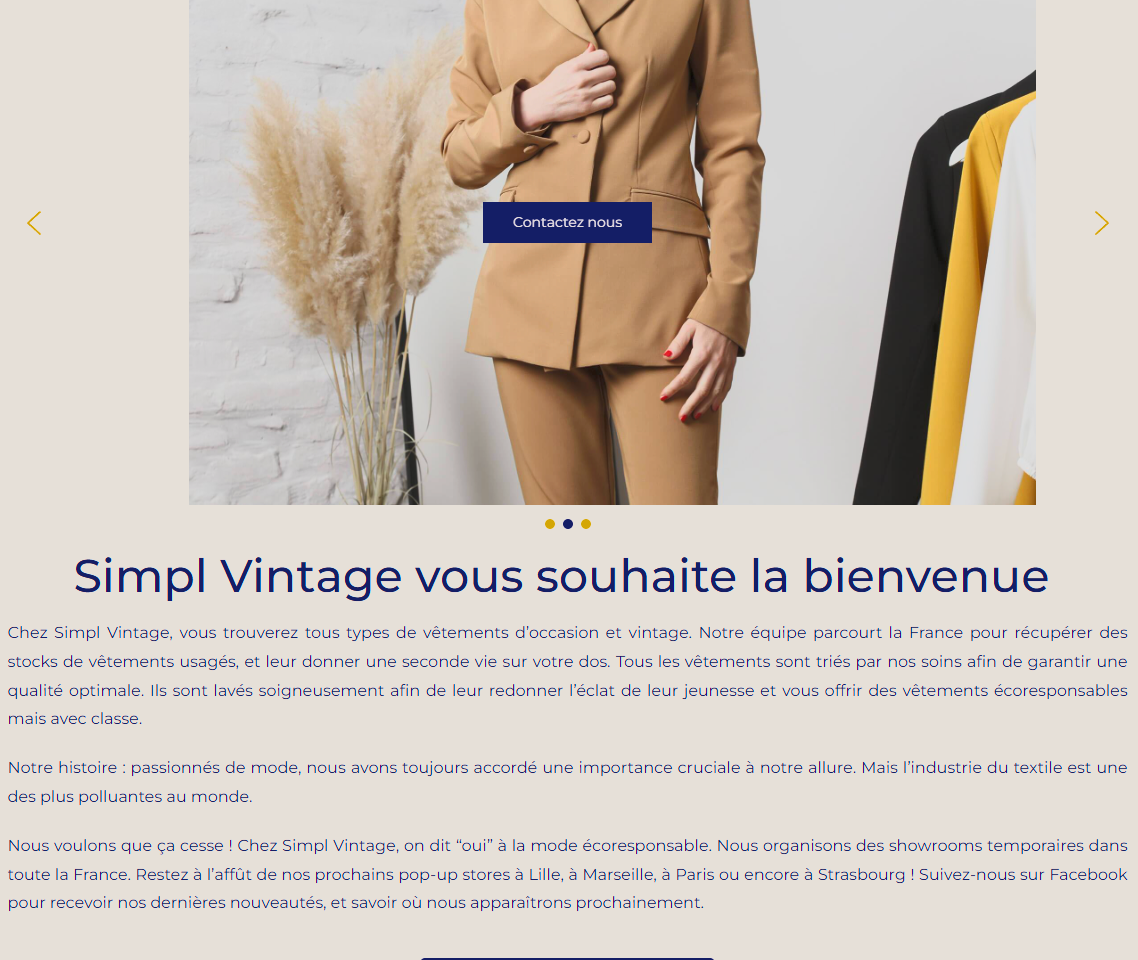 Contactez nous
Simpl Vintage vous souhaite la bienvenue
Chez Simpl Vintage, vous trouverez tous types de vêtements d’occasion et vintage. Notre équipe parcourt la France pour récupérer des
stocks de vêtements usagés, et leur donner une seconde vie sur votre dos. Tous les vêtements sont triés par nos soins afin de garantir une
qualité optimale. Ils sont lavés soigneusement afin de leur redonner l’éclat de leur jeunesse et vous offrir des vêtements écoresponsables
mais avec classe.
Notre histoire : passionnés de mode, nous avons toujours accordé une importance cruciale à notre allure. Mais l’industrie du textile est une
des plus polluantes au monde.
Nous voulons que ça cesse ! Chez Simpl Vintage, on dit “oui” à la mode écoresponsable. Nous organisons des showrooms temporaires dans
toute la France. Restez à l’affût de nos prochains pop-up stores à Lille, à Marseille, à Paris ou encore à Strasbourg ! Suivez-nous sur Facebook
pour recevoir nos dernières nouveautés, et savoir où nous apparaîtrons prochainement.